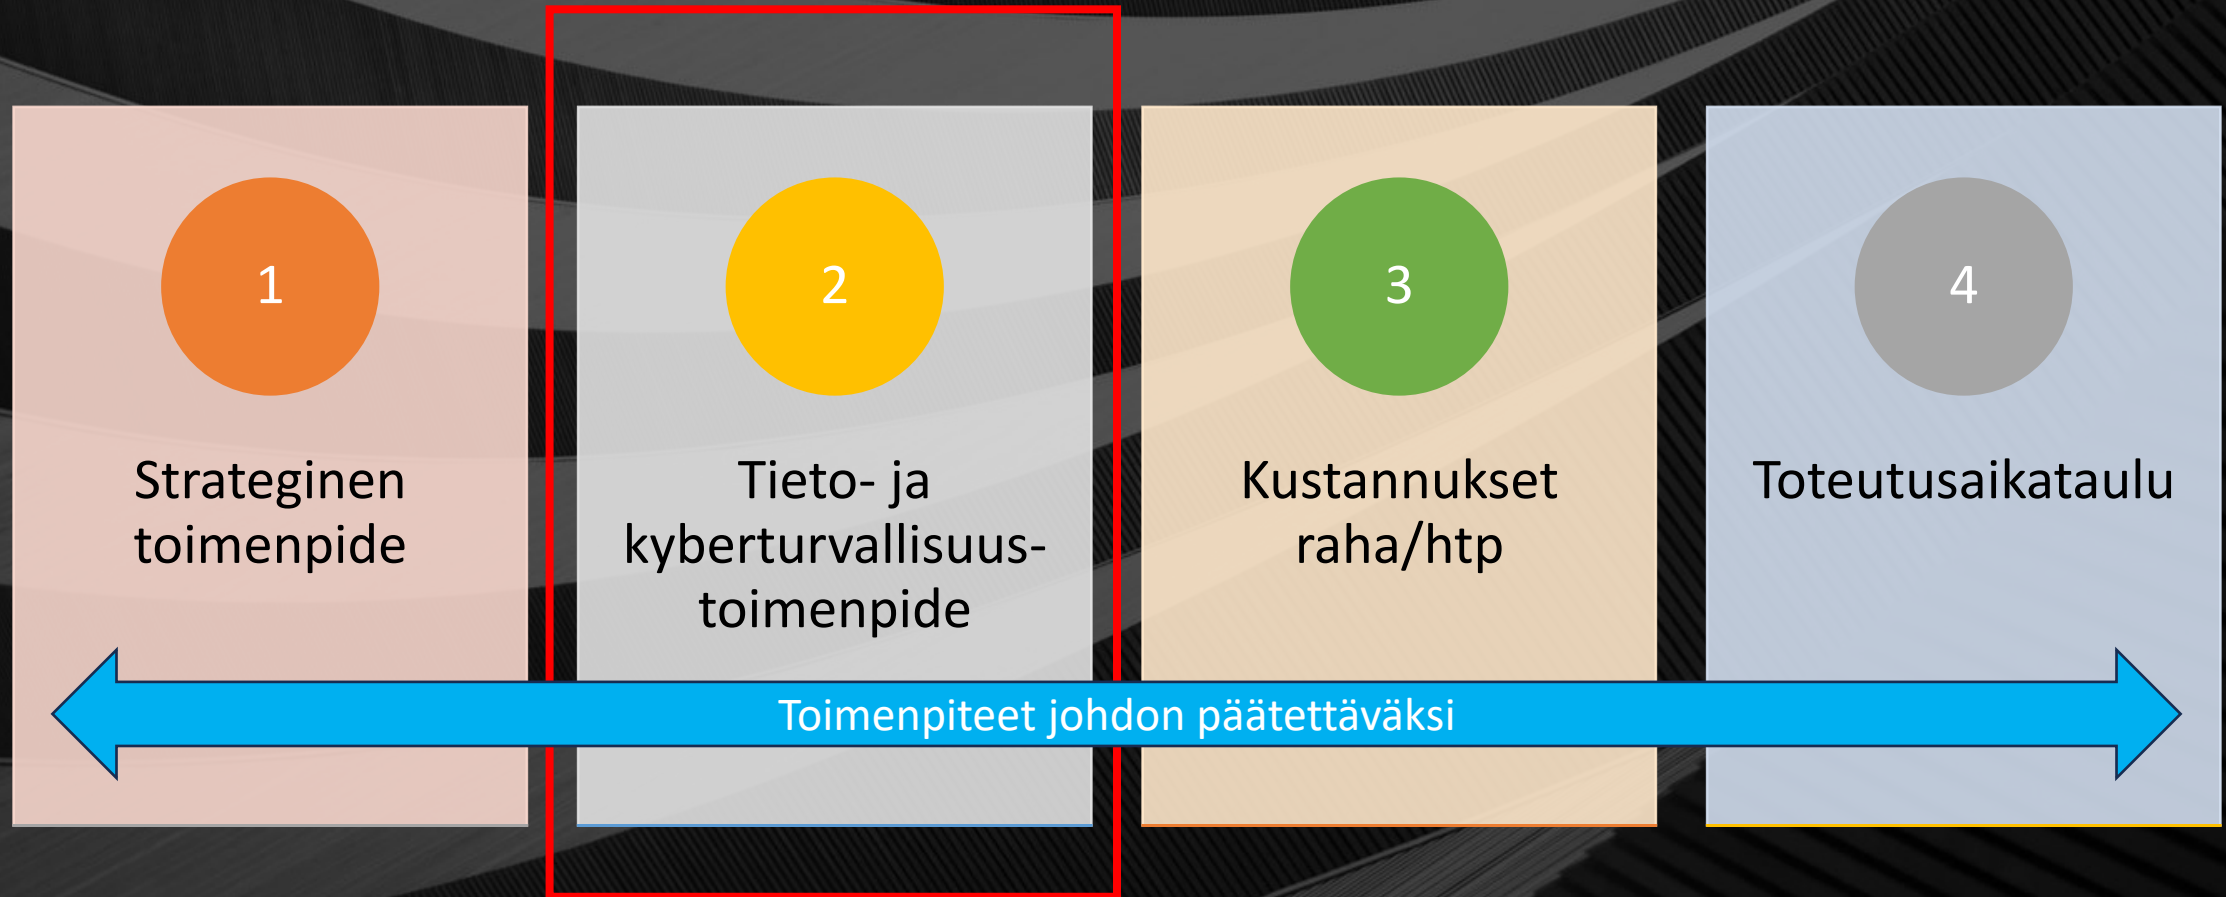 1
Strateginen
toimenpide
2
Tieto- ja
kyberturvallisuus-
toimenpide
3
Kustannukset
raha/htp
4
Toteutusaikataulu
Toimenpiteet johdon päätettäväksi